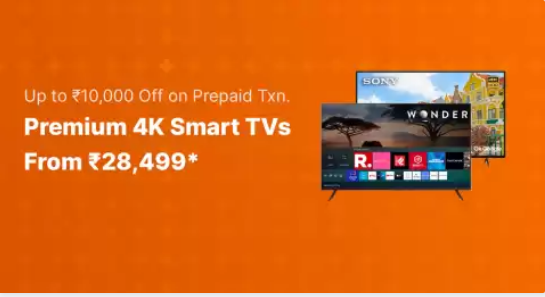 Up to ₹10,000 Off on Prepaid Txn.
Premium 4K Smart TVs
From ₹28,499*
SONY
WONDER
R.